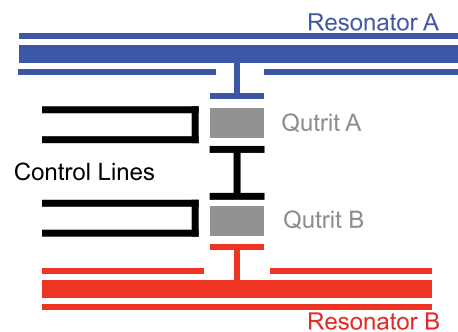 Resonator A
Qutrit A
Control Lines
Qutrit B
Resonator B